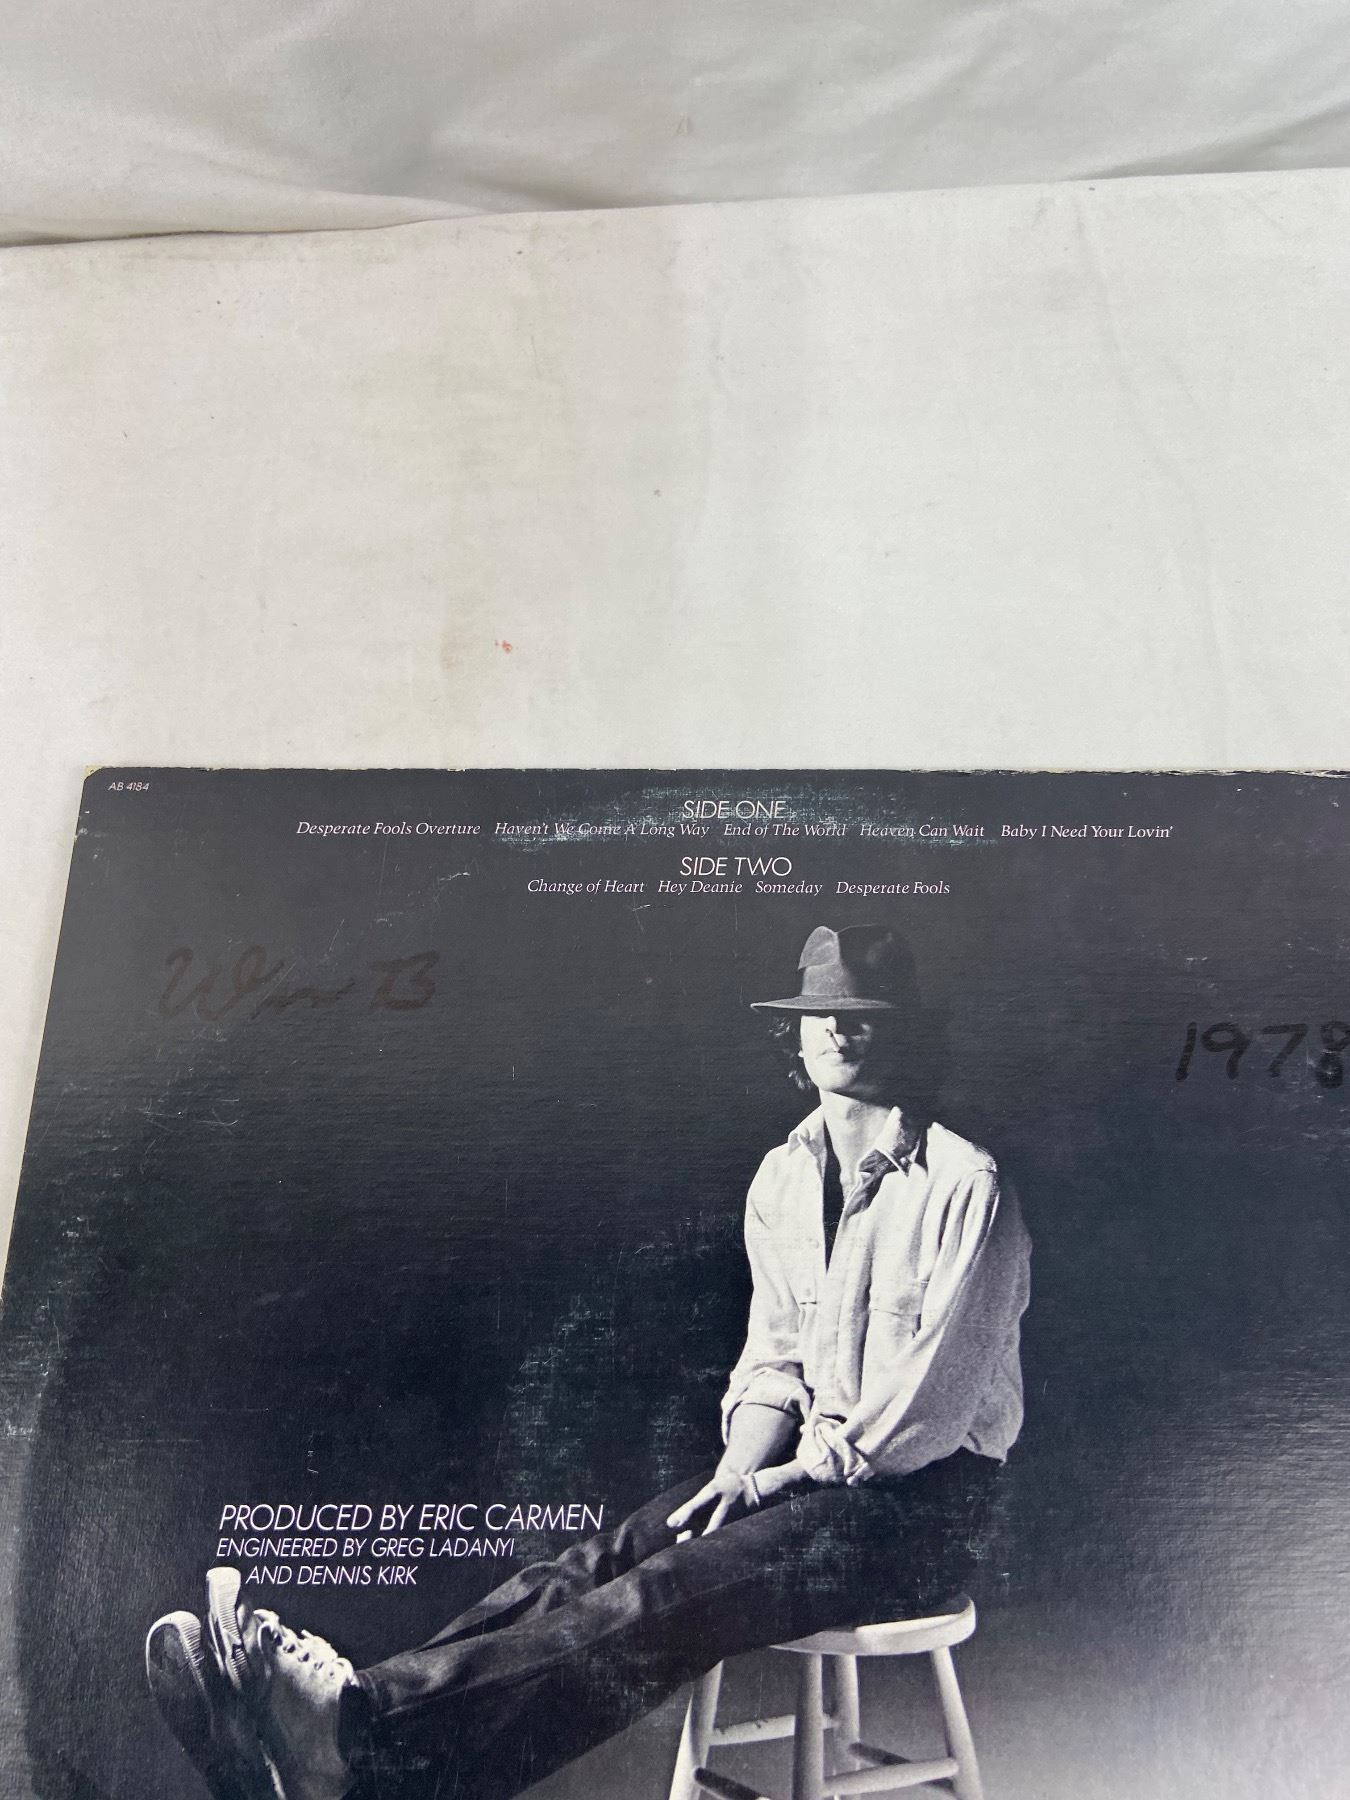 AB 4184
SIDE ONE
Desperate Fools Overture Haven't We Come A Long Way End of The World Heaven Can Wait Baby I Need Your Lovin'
SIDE TWO
Change of Heart Hey Deanie Someday Desperate Fools
B
1978
PRODUCED BY ERIC CARMEN
ENGINEERED BY GREG LADANYI
AND DENNIS KIRK